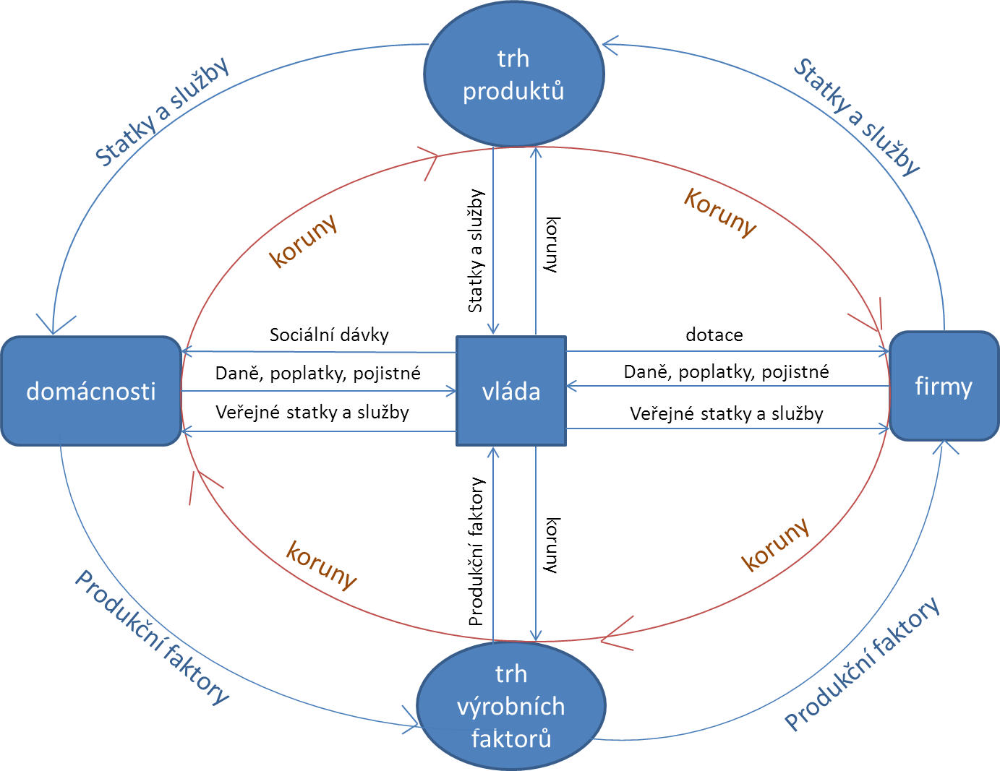 trh
produktů
Statky a služby
Statky a služby
koruny
Koruny
Statky a služby
koruny
Sociální dávky
dotace
Daně, poplatky, pojistné
Daně, poplatky, pojistné
domácnosti
vláda
firmy
Veřejné statky a služby
Veřejné statky a služby
Produkční faktory
koruny
koruny
koruny
Produkční faktory
Produkční faktory
trh
výrobních
faktorů